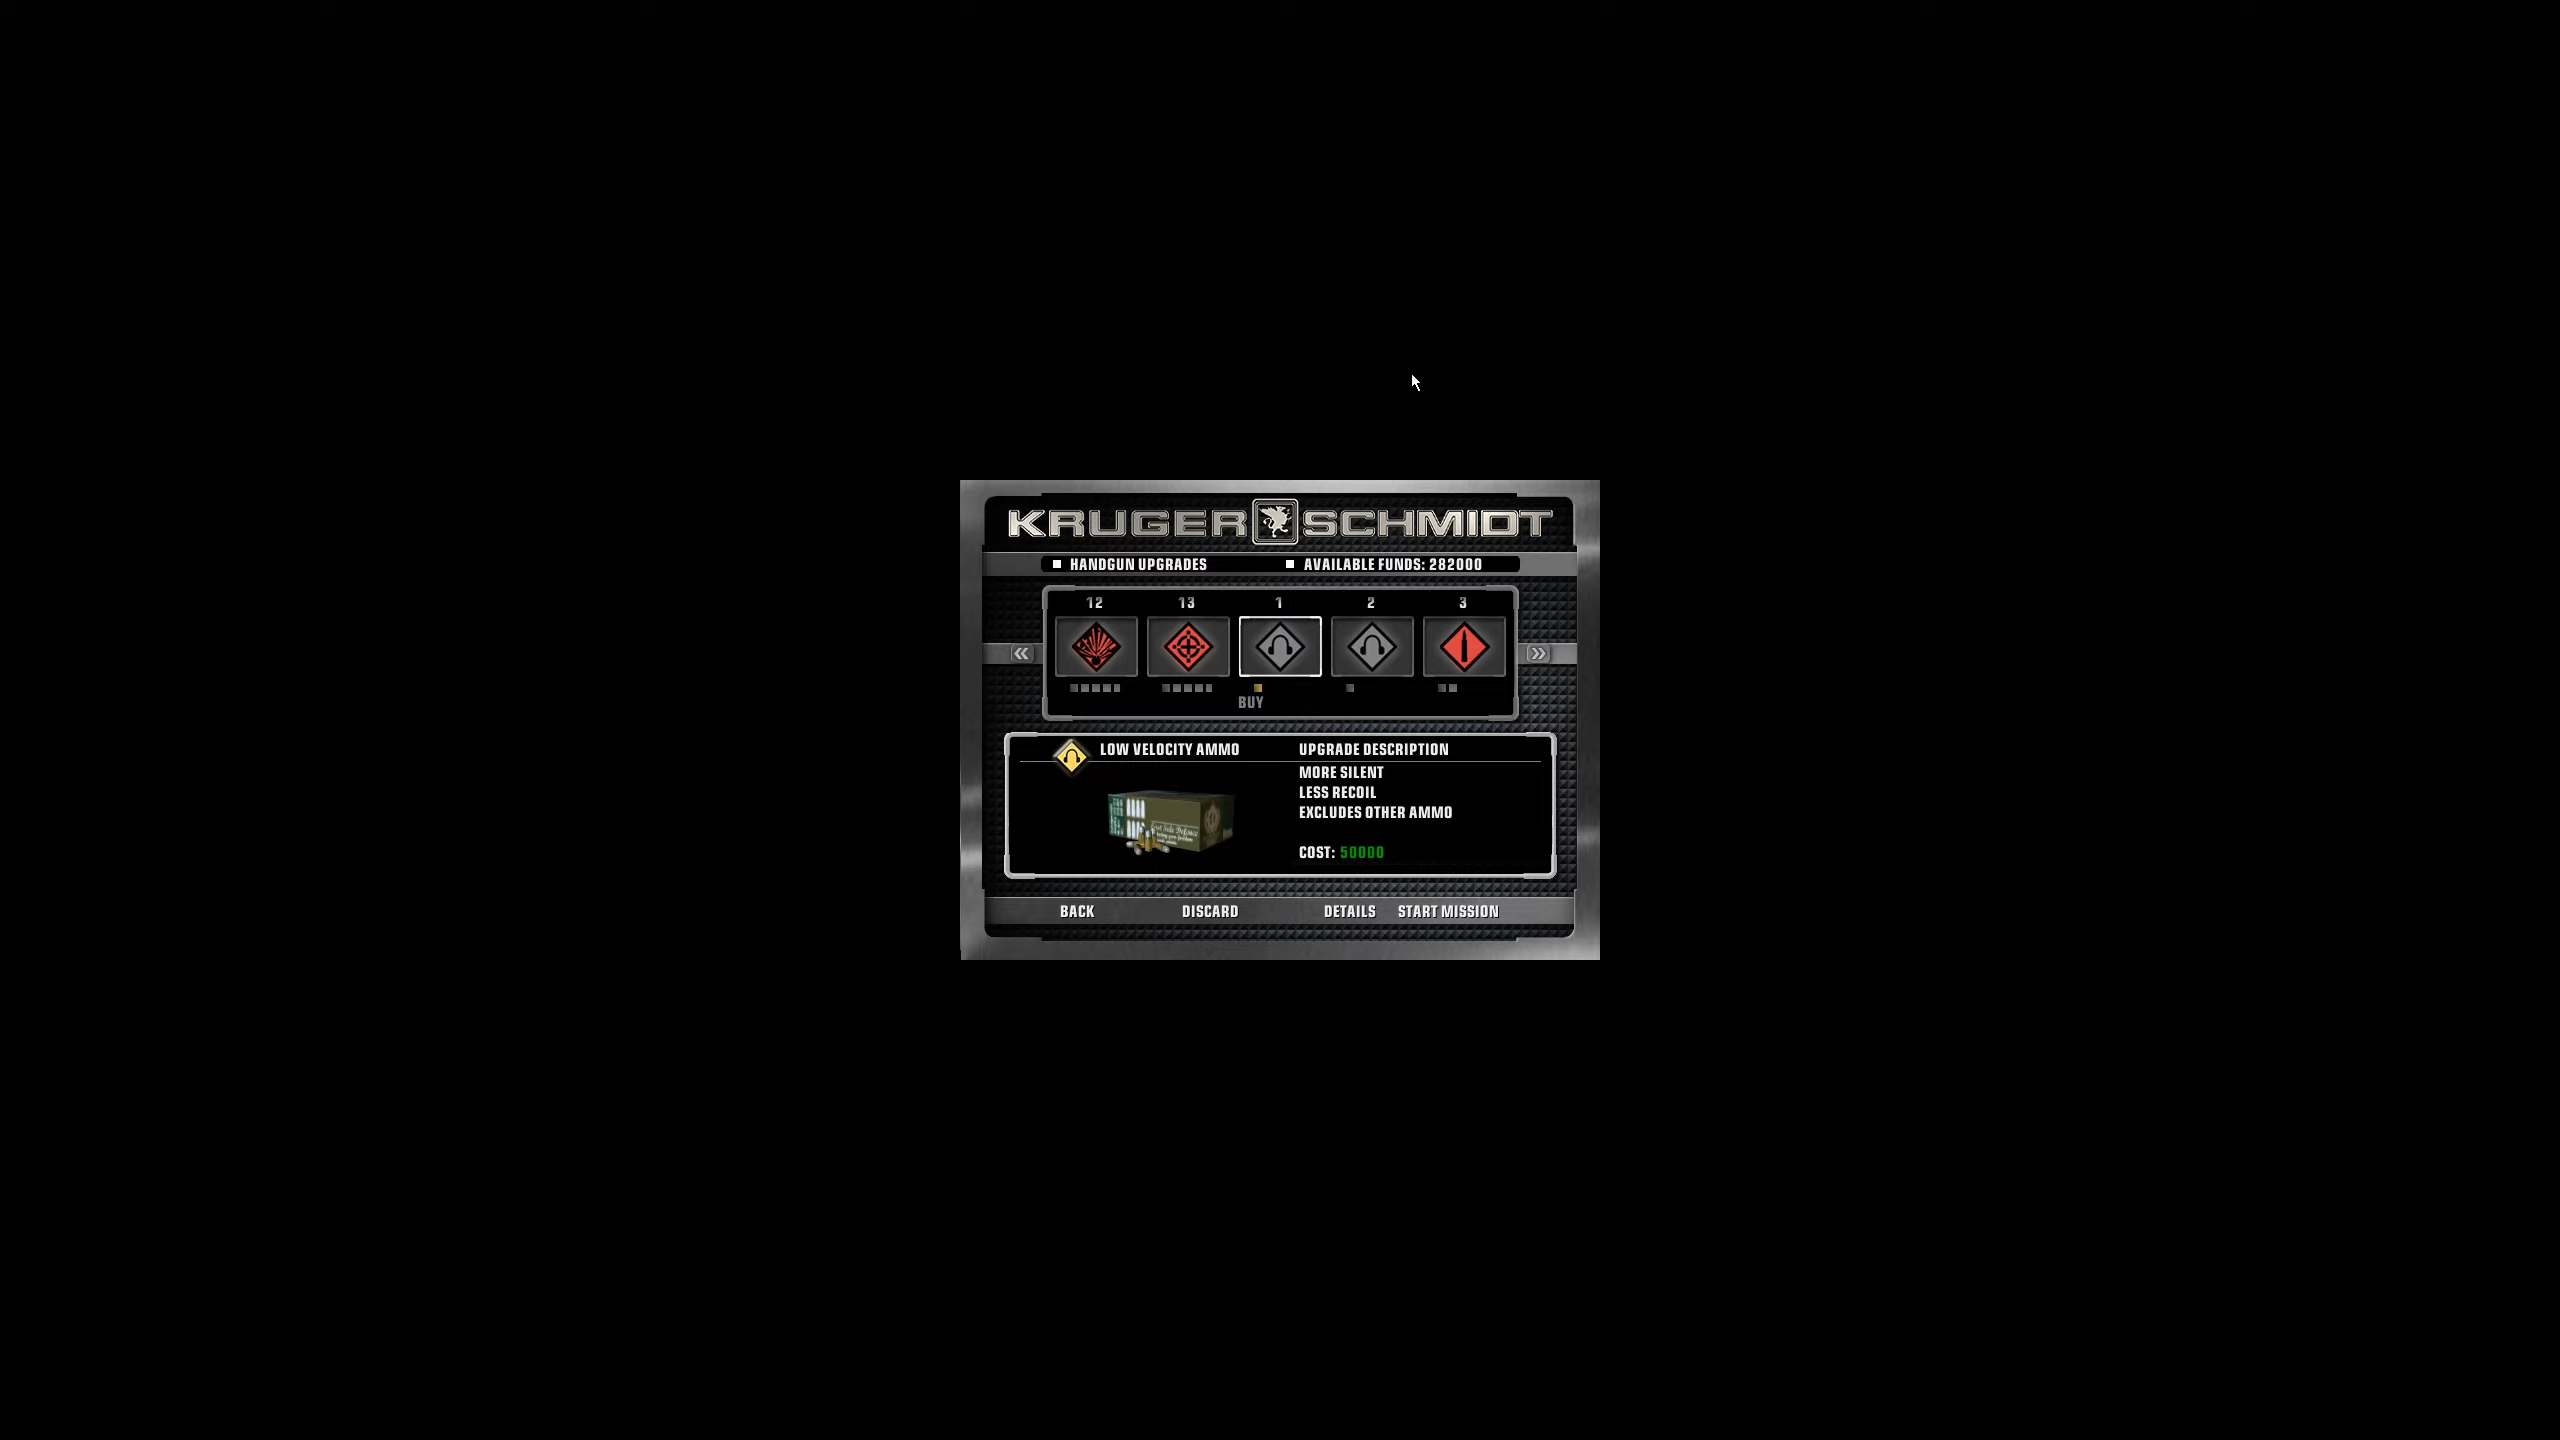 KRUGER SCHMIDT
HANDGUN UPGRADES
AVAILABLE FUNDS: 282000
12 13 1 2 3
BUY
LOW VELOCITY AMMO
UPGRADE DESCRIPTION
MORE SILENT
LESS RECOIL
EXCLUDES OTHER AMMO
COST: 50000
BACK DISCARD DETAILS START MISSION